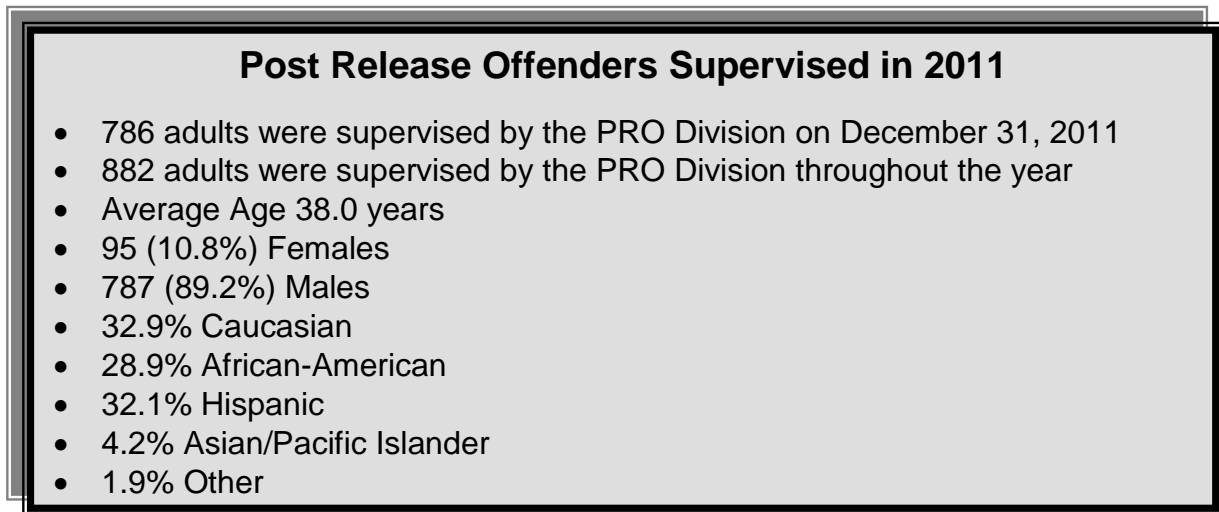 Post Release Offenders Supervised in 2011
• 786 adults were supervised by the PRO Division on December 31, 2011
• 882 adults were supervised by the PRO Division throughout the year
• Average Age 38.0 years
• 95 (10.8%) Females
• 787 (89.2%) Males
• 32.9% Caucasian
• 28.9% African-American
• 32.1% Hispanic
• 4.2% Asian/Pacific Islander
• 1.9% Other